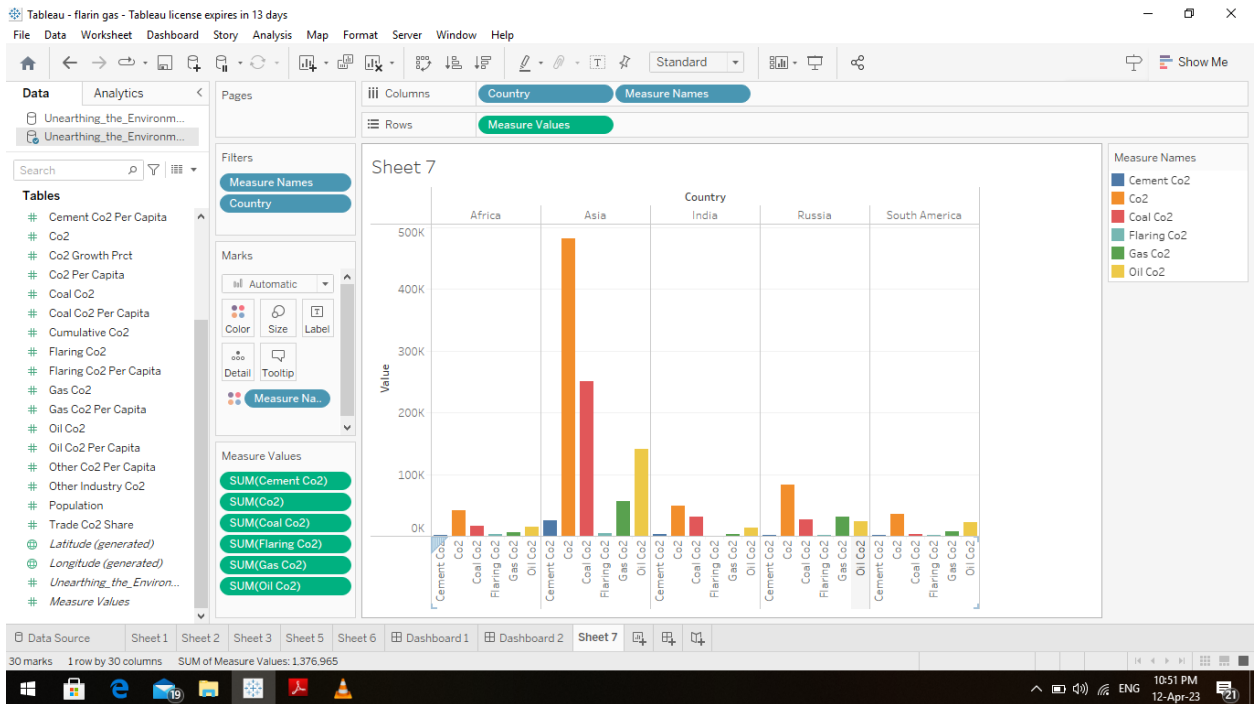 Tableau - flarin gas - Tableau license expires in 13 days
File Data Worksheet Dashboard Story Analysis Map Format Server Window Help
Standard
Show Me
Data Analytics
Unearthing_the_Environm...
Unearthing_the_Environm...
Search
Tables
Cement Co2 Per Capita
Co2
Co2 Growth Prct
Co2 Per Capita
Coal Co2
Coal Co2 Per Capita
Cumulative Co2
Flaring Co2
Flaring Co2 Per Capita
Gas Co2
Gas Co2 Per Capita
Oil Co2
Oil Co2 Per Capita
Other Co2 Per Capita
Other Industry Co2
Population
Trade Co2 Share
Latitude (generated)
Longitude (generated)
Unearthing_the_Environ...
Measure Values
Pages
Filters
Measure Names
Country
Marks
Automatic
Color Size Label
Detail Tooltip
Measure Na..
Measure Values
SUM(Cement Co2)
SUM(Co2)
SUM(Coal Co2)
SUM(Flaring Co2)
SUM(Gas Co2)
SUM(Oil Co2)
Columns Country Measure Names
Rows Measure Values
Sheet 7
Country
Africa Asia India Russia South America
Value
500K
400K
300K
200K
100K
0K
Cement Co2 Co2 Coal Co2 Flaring Co2 Gas Co2 Oil Co2 Cement Co2 Co2 Coal Co2 Flaring Co2 Gas Co2 Oil Co2 Cement Co2 Co2 Coal Co2 Flaring Co2 Gas Co2 Oil Co2 Cement Co2 Co2 Coal Co2 Flaring Co2 Gas Co2 Oil Co2 Cement Co2 Co2 Coal Co2 Flaring Co2 Gas Co2 Oil Co2
Measure Names
Cement Co2
Co2
Coal Co2
Flaring Co2
Gas Co2
Oil Co2
Data Source Sheet 1 Sheet 2 Sheet 3 Sheet 5 Sheet 6 Dashboard 1 Dashboard 2 Sheet 7
30 marks 1 row by 30 columns SUM of Measure Values: 1,376,965
19
ENG
10:51 PM
12-Apr-23
21